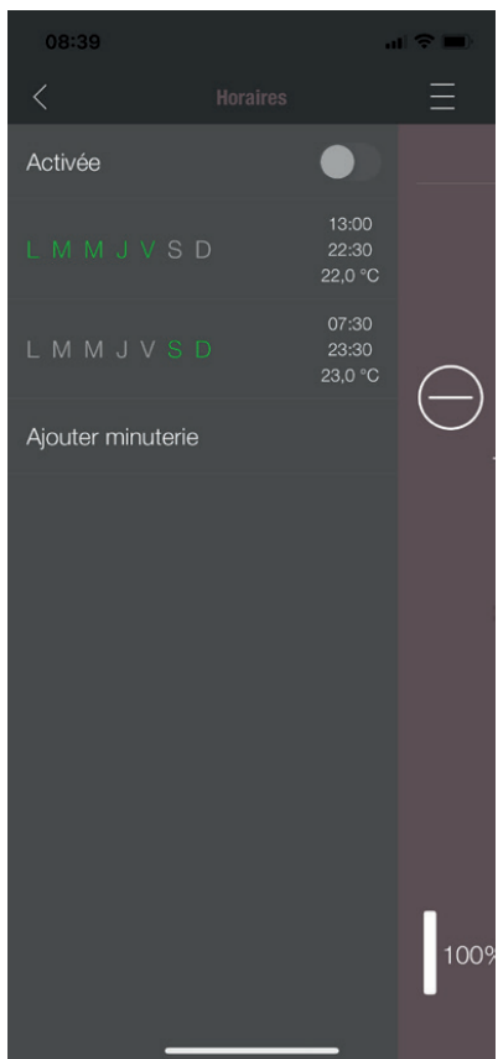 08:39
Horaires
Activée
L M M J V S D
13:00
22:30
22,0 °C
L M M J V S D
07:30
23:30
23,0 °C
Ajouter minuterie
100%